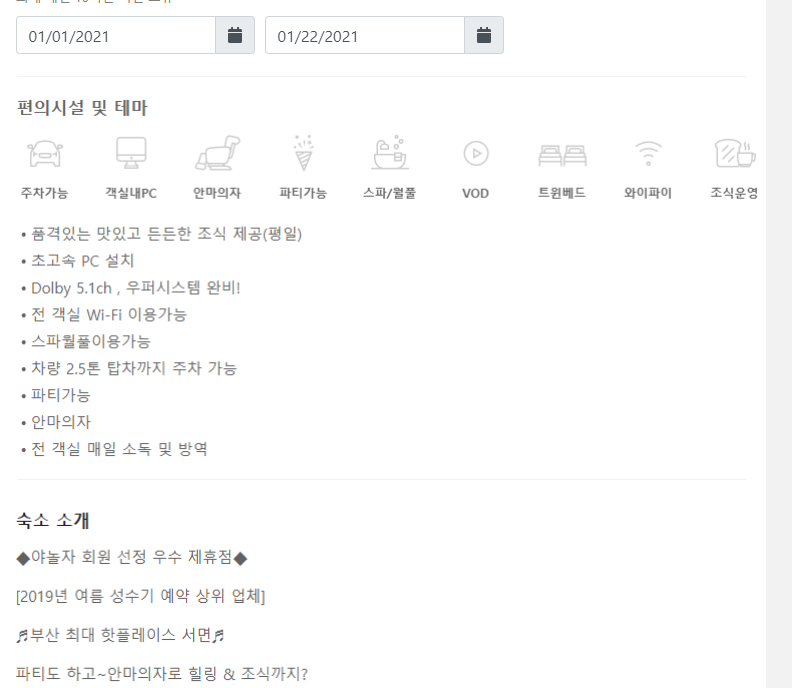 01/01/2021 01/22/2021
편의시설 및 테마
주차가능 객실내PC 안마의자 파티가능 스파/월풀 VOD 트윈베드 와이파이 조식운영
• 품격있는 맛있고 든든한 조식 제공(평일)
• 초고속 PC 설치
• Dolby 5.1ch , 우퍼시스템 완비!
• 전 객실 Wi-Fi 이용가능
• 스파월풀이용가능
• 차량 2.5톤 탑차까지 주차 가능
• 파티가능
• 안마의자
• 전 객실 매일 소독 및 방역
숙소 소개
◆야놀자 회원 선정 우수 제휴점◆
[2019년 여름 성수기 예약 상위 업체]
♬부산 최대 핫플레이스 서면♬
파티도 하고~안마의자로 힐링 & 조식까지?